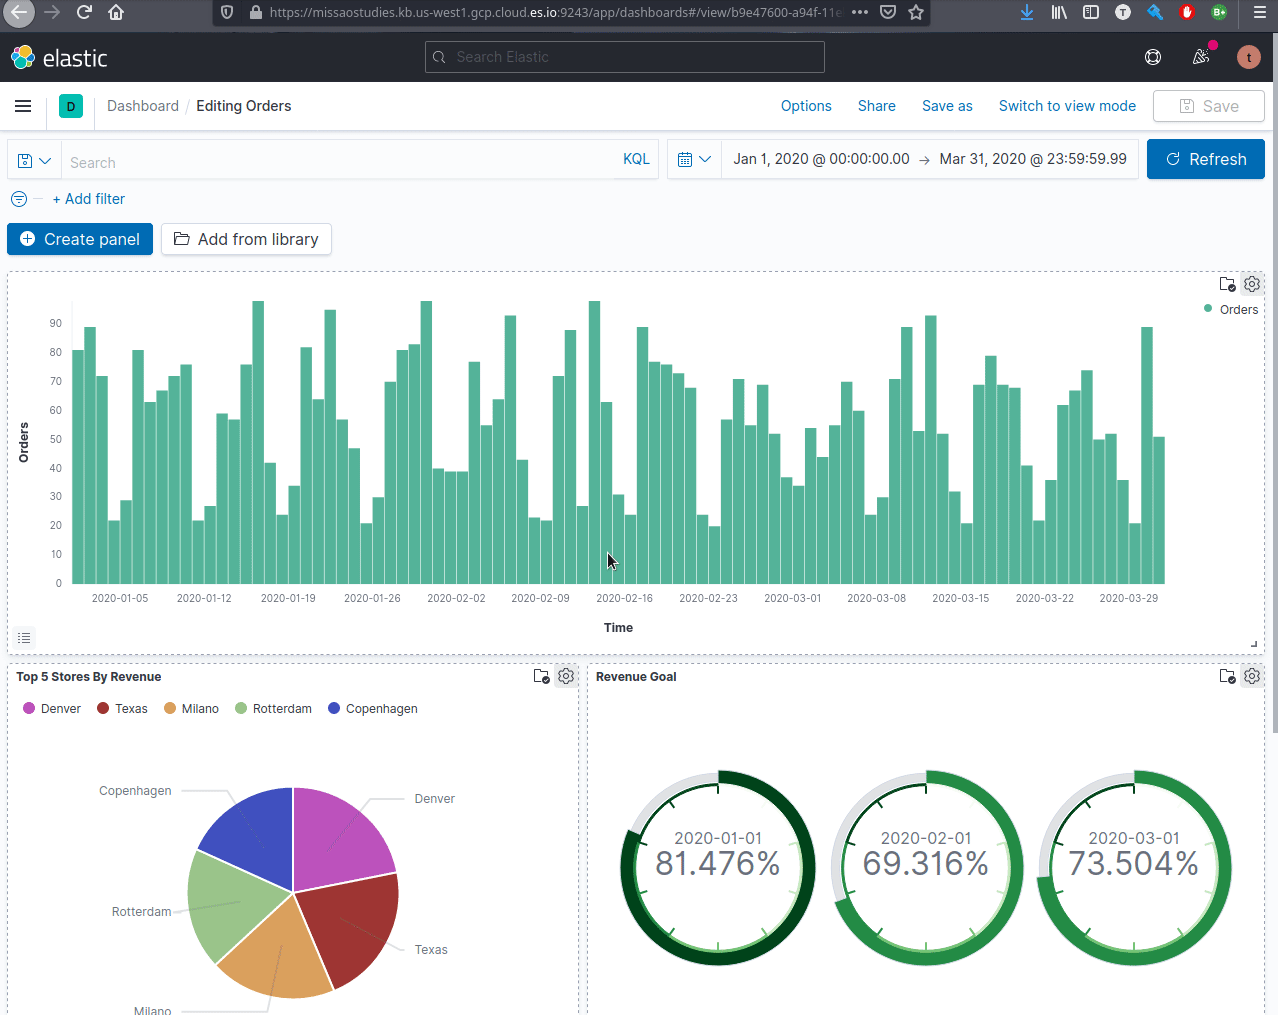 https://missaostudies.kb.us-west1.gcp.cloud.es.io:9243/app/dashboards#/view/b9e47600-a94f-11e
T
B+
elastic
Search Elastic
t
D
Dashboard / Editing Orders
Options
Share
Save as
Switch to view mode
Save
Search
KQL
Jan 1, 2020 @ 00:00:00.00 → Mar 31, 2020 @ 23:59:59.99
Refresh
+ Add filter
Create panel
Add from library
Orders
Orders
90
80
70
60
50
40
30
20
10
0
2020-01-05
2020-01-12
2020-01-19
2020-01-26
2020-02-02
2020-02-09
2020-02-16
2020-02-23
2020-03-01
2020-03-08
2020-03-15
2020-03-22
2020-03-29
Time
Top 5 Stores By Revenue
Denver
Texas
Milano
Rotterdam
Copenhagen
Copenhagen
Denver
Rotterdam
Texas
Milano
Revenue Goal
2020-01-01
81.476%
2020-02-01
69.316%
2020-03-01
73.504%